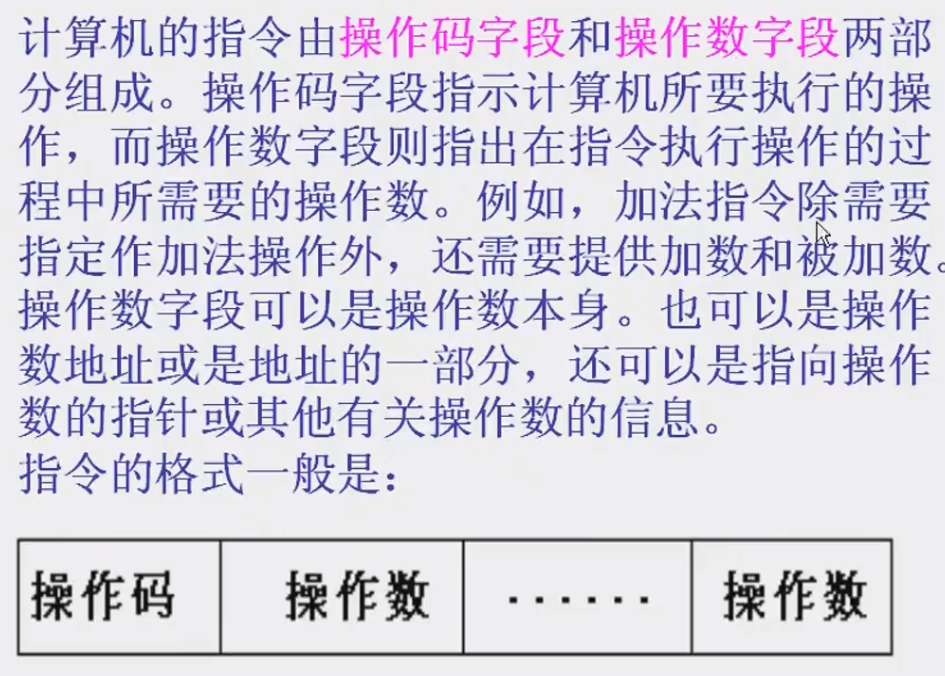 计算机的指令由操作码字段和操作数字段两部
分组成。操作码字段指示计算机所要执行的操
作，而操作数字段则指出在指令执行操作的过
程中所需要的操作数。例如，加法指令除需要
指定作加法操作外，还需要提供加数和被加数。
操作数字段可以是操作数本身。也可以是操作
数地址或是地址的一部分，还可以是指向操作
数的指针或其他有关操作数的信息。
指令的格式一般是：
操作码 操作数 ······ 操作数